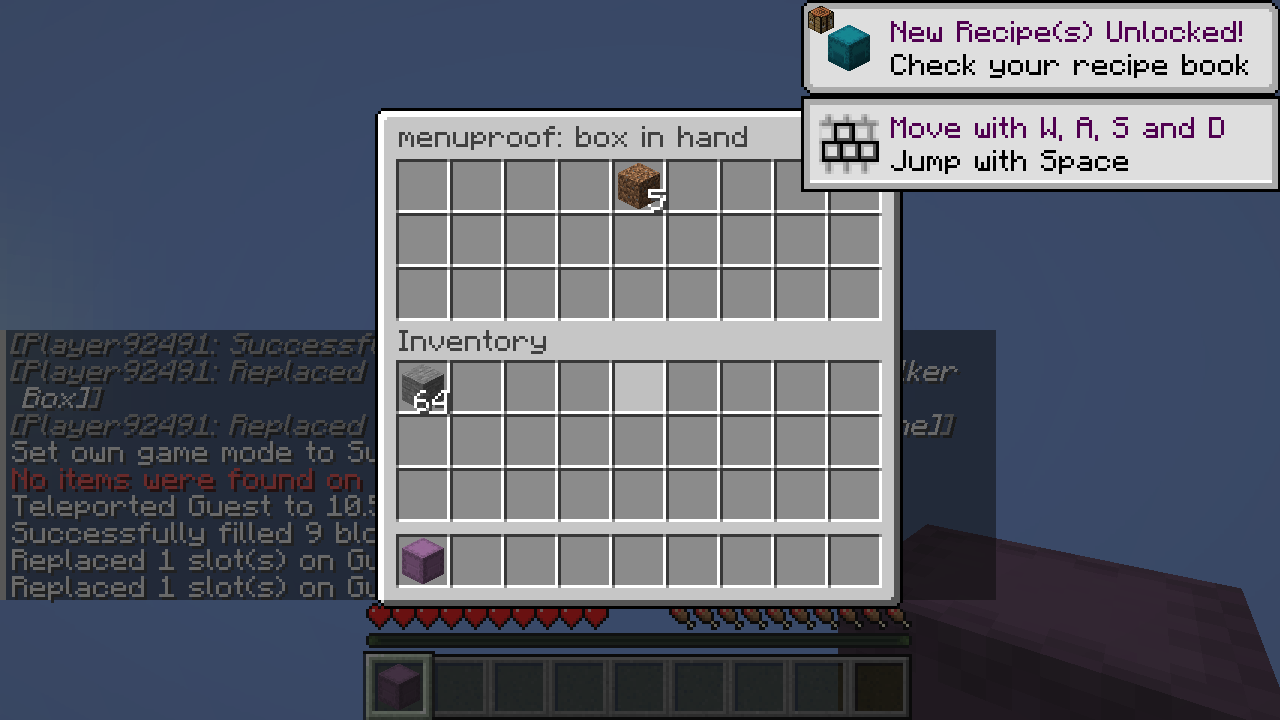 New Recipe(s) Unlocked!
Check your recipe book
Move with W, A, S and D
Jump with Space
menuproof: box in hand
5
Inventory
64
[Player92491: Successf
[Player92491: Replaced
Box]]
[Player92491: Replaced
Set own game mode to Su
No items were found on
Teleported Guest to 10.5
Successfully filled 9 blo
Replaced 1 slot(s) on Gu
Replaced 1 slot(s) on Gu